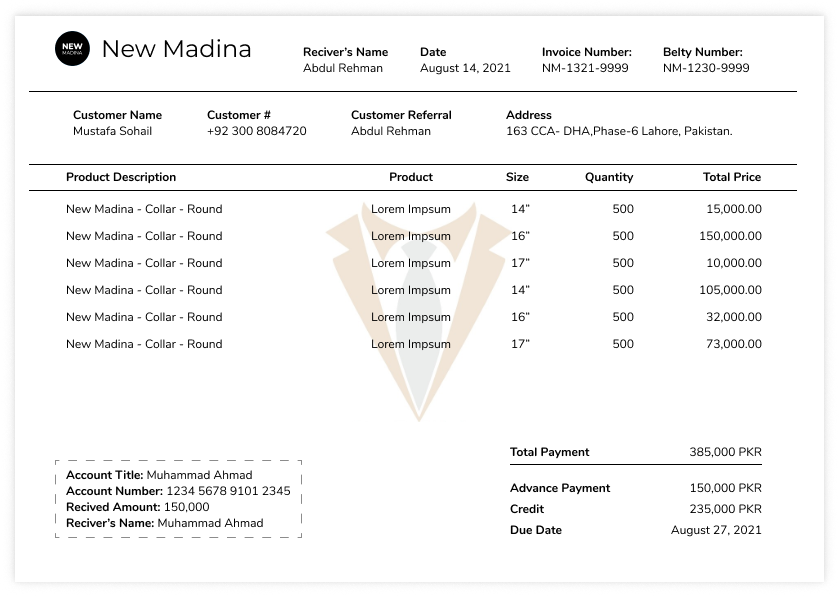 NEW
MADINA
New Madina
Reciver's Name Date Invoice Number: Belty Number:
Abdul Rehman August 14, 2021 NM-1321-9999 NM-1230-9999
Customer Name Customer # Customer Referral Address
Mustafa Sohail +92 300 8084720 Abdul Rehman 163 CCA- DHA,Phase-6 Lahore, Pakistan.
Product Description Product Size Quantity Total Price
New Madina - Collar - Round Lorem Impsum 14" 500 15,000.00
New Madina - Collar - Round Lorem Impsum 16" 500 150,000.00
New Madina - Collar - Round Lorem Impsum 17" 500 10,000.00
New Madina - Collar - Round Lorem Impsum 14" 500 105,000.00
New Madina - Collar - Round Lorem Impsum 16" 500 32,000.00
New Madina - Collar - Round Lorem Impsum 17" 500 73,000.00
Total Payment 385,000 PKR
Account Title: Muhammad Ahmad
Account Number: 1234 5678 9101 2345
Recived Amount: 150,000
Reciver's Name: Muhammad Ahmad
Advance Payment 150,000 PKR
Credit 235,000 PKR
Due Date August 27, 2021